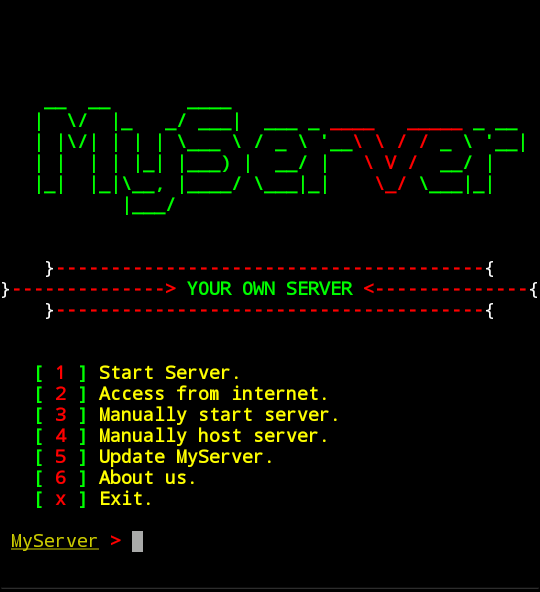 MyServer
}---------------------------------------{
}--------------> YOUR OWN SERVER <--------------{
}---------------------------------------{
[ 1 ] Start Server.
[ 2 ] Access from internet.
[ 3 ] Manually start server.
[ 4 ] Manually host server.
[ 5 ] Update MyServer.
[ 6 ] About us.
[ x ] Exit.
MyServer >